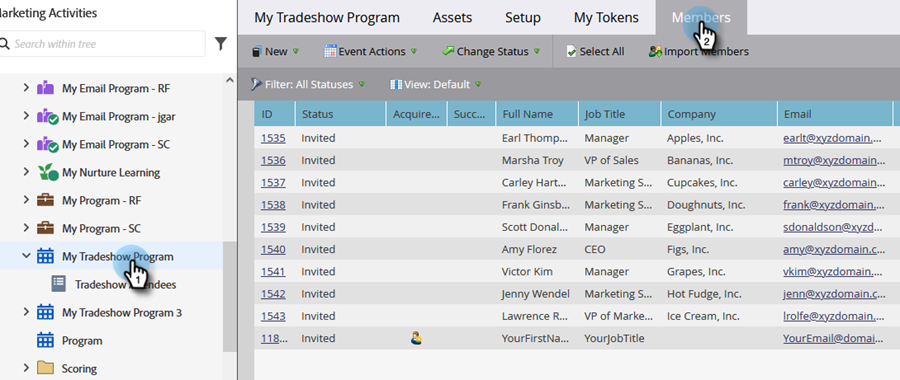 Marketing Activities
Search within tree
My Email Program - RF
My Email Program - jgar
My Email Program - SC
My Nurture Learning
My Program - RF
My Program - SC
My Tradeshow Program
1
Tradeshow Attendees
My Tradeshow Program 3
Program
Scoring
My Tradeshow Program Assets Setup My Tokens Members
2
New Event Actions Change Status Select All Import Members
Filter: All Statuses View: Default
ID Status Acquire... Succ... Full Name Job Title Company Email
1535 Invited Earl Thomp... Manager Apples, Inc. earlt@xyzdomain....
1536 Invited Marsha Troy VP of Sales Bananas, Inc. mtroy@xyzdomain....
1537 Invited Carley Hart... Marketing S... Cupcakes, Inc. carley@xyzdomain...
1538 Invited Frank Ginsb... Marketing S... Doughnuts, Inc. frank@xyzdomain...
1539 Invited Scott Donal... Manager Eggplant, Inc. sdonaldson@xyzd...
1540 Invited Amy Florez CEO Figs, Inc. amy@xyzdomain.c...
1541 Invited Victor Kim Manager Grapes, Inc. vkim@xyzdomain....
1542 Invited Jenny Wendel Marketing S... Hot Fudge, Inc. jenn@xyzdomain....
1543 Invited Lawrence R... VP of Marke... Ice Cream, Inc. lrolfe@xyzdomain....
118... Invited YourFirstNa... YourJobTitle YourEmail@domai...